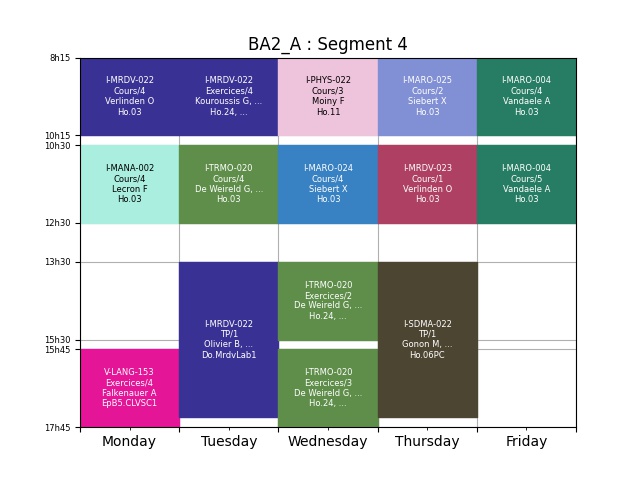 BA2_A : Segment 4
8h15
I-MRDV-022
Cours/4
Verlinden O
Ho.03
I-MRDV-022
Exercices/4
Kouroussis G, ...
Ho.24, ...
I-PHYS-022
Cours/3
Moiny F
Ho.11
I-MARO-025
Cours/2
Siebert X
Ho.03
I-MARO-004
Cours/4
Vandaele A
Ho.03
10h15
10h30
I-MANA-002
Cours/4
Lecron F
Ho.03
I-TRMO-020
Cours/4
De Weireld G, ...
Ho.03
I-MARO-024
Cours/4
Siebert X
Ho.03
I-MRDV-023
Cours/1
Verlinden O
Ho.03
I-MARO-004
Cours/5
Vandaele A
Ho.03
12h30
13h30
I-MRDV-022
TP/1
Olivier B, ...
Do.MrdvLab1
I-TRMO-020
Exercices/2
De Weireld G, ...
Ho.24, ...
I-SDMA-022
TP/1
Gonon M, ...
Ho.06PC
15h30
15h45
V-LANG-153
Exercices/4
Falkenauer A
EpB5.CLVSC1
I-TRMO-020
Exercices/3
De Weireld G, ...
Ho.24, ...
17h45
Monday
Tuesday
Wednesday
Thursday
Friday